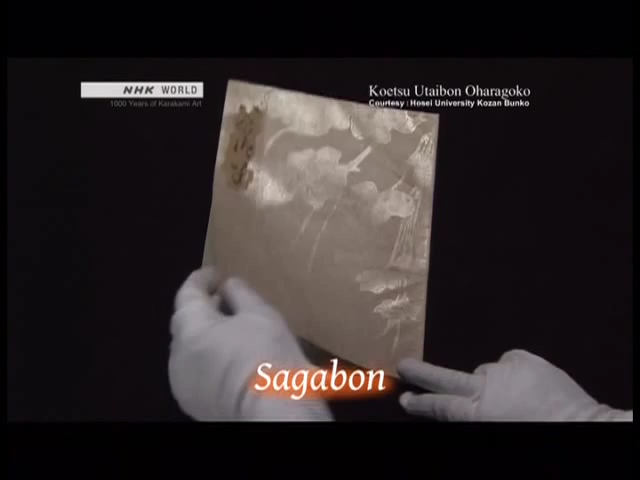 NHK WORLD
1000 Years of Karakami Art
Koetsu Utaibon Oharagoko
Courtesy : Hosei University Kozan Bunko
Sagabon